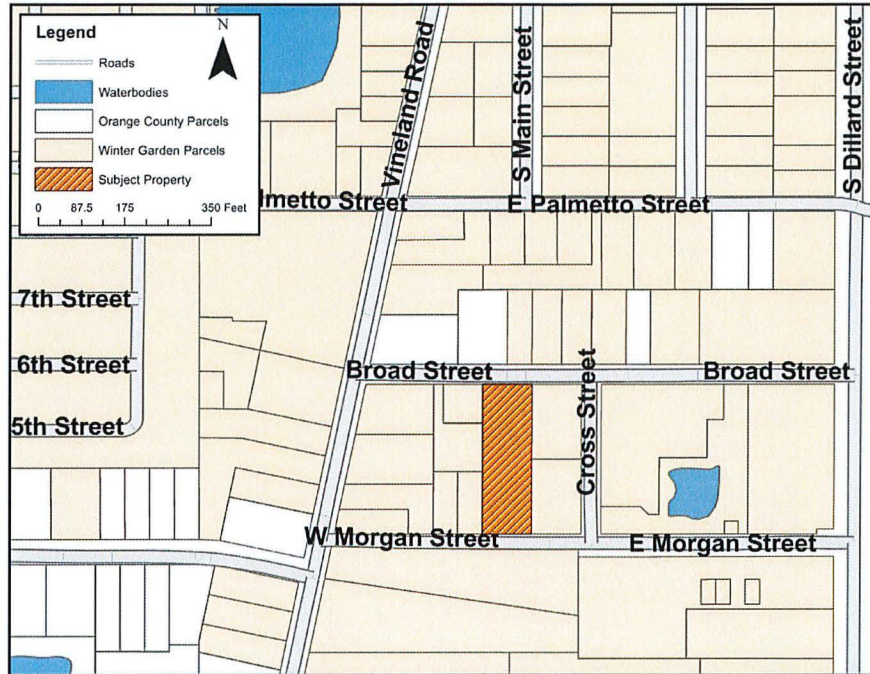 Legend
N
Roads
Waterbodies
Orange County Parcels
Winter Garden Parcels
Subject Property
0 87.5 175 350 Feet
Vineland Road
S Main Street
S Dillard Street
lmetto Street
E Palmetto Street
7th Street
6th Street
5th Street
Broad Street
Broad Street
Cross Street
W Morgan Street
E Morgan Street